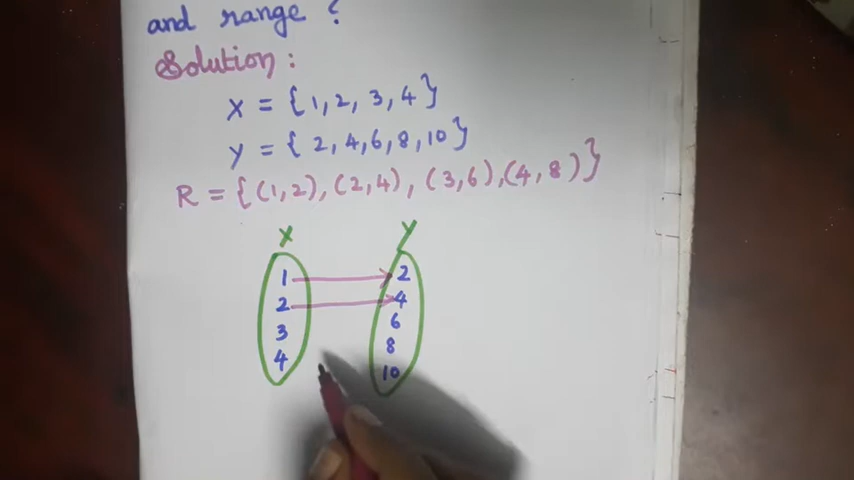 and range ?
Solution :
X = {1, 2, 3, 4}
Y = { 2, 4, 6, 8, 10}
R = {(1, 2), (2, 4), (3, 6), (4, 8)}
X Y
1 2
2 4
3 6
4 8
10